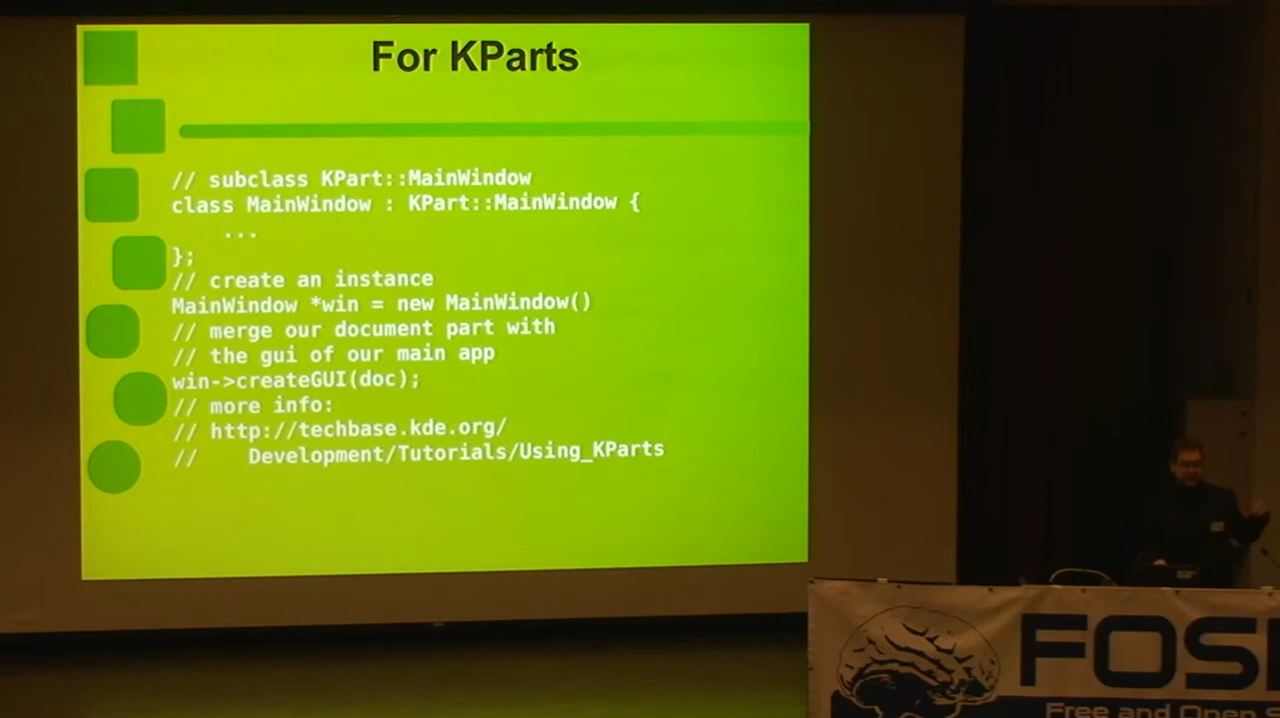 For KParts
// subclass KPart::MainWindow
class MainWindow : KPart::MainWindow {
...
};
// create an instance
MainWindow *win = new MainWindow()
// merge our document part with
// the gui of our main app
win->createGUI(doc);
// more info:
// http://techbase.kde.org/
// Development/Tutorials/Using_KParts
FOS
Free and Open S